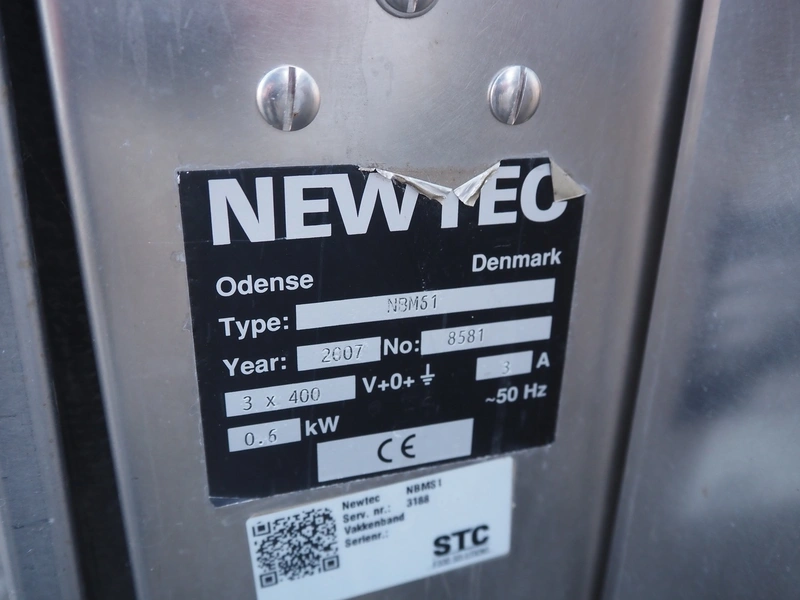 NEWTEC
Odense Denmark
Type: NBM51
Year: 2007 No: 8581
3 x 400 V+0+⏚ 3 A
0.6 kW ~50 Hz
CE
Newtec NBMS1
Serv. nr.: 3188
Vakkenband
Serienr.:
STC